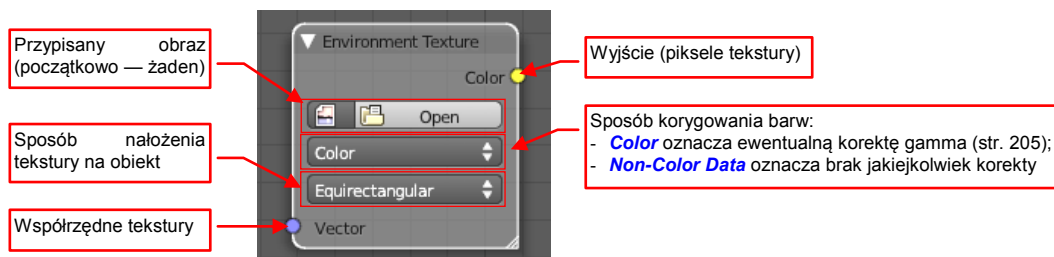 Przypisany obraz
(początkowo — żaden)
Sposób nałożenia
tekstury na obiekt
Współrzędne tekstury
Environment Texture
Color
Open
Color
Equirectangular
Vector
Wyjście (piksele tekstury)
Sposób korygowania barw:
- Color oznacza ewentualną korektę gamma (str. 205);
- Non-Color Data oznacza brak jakiejkolwiek korekty